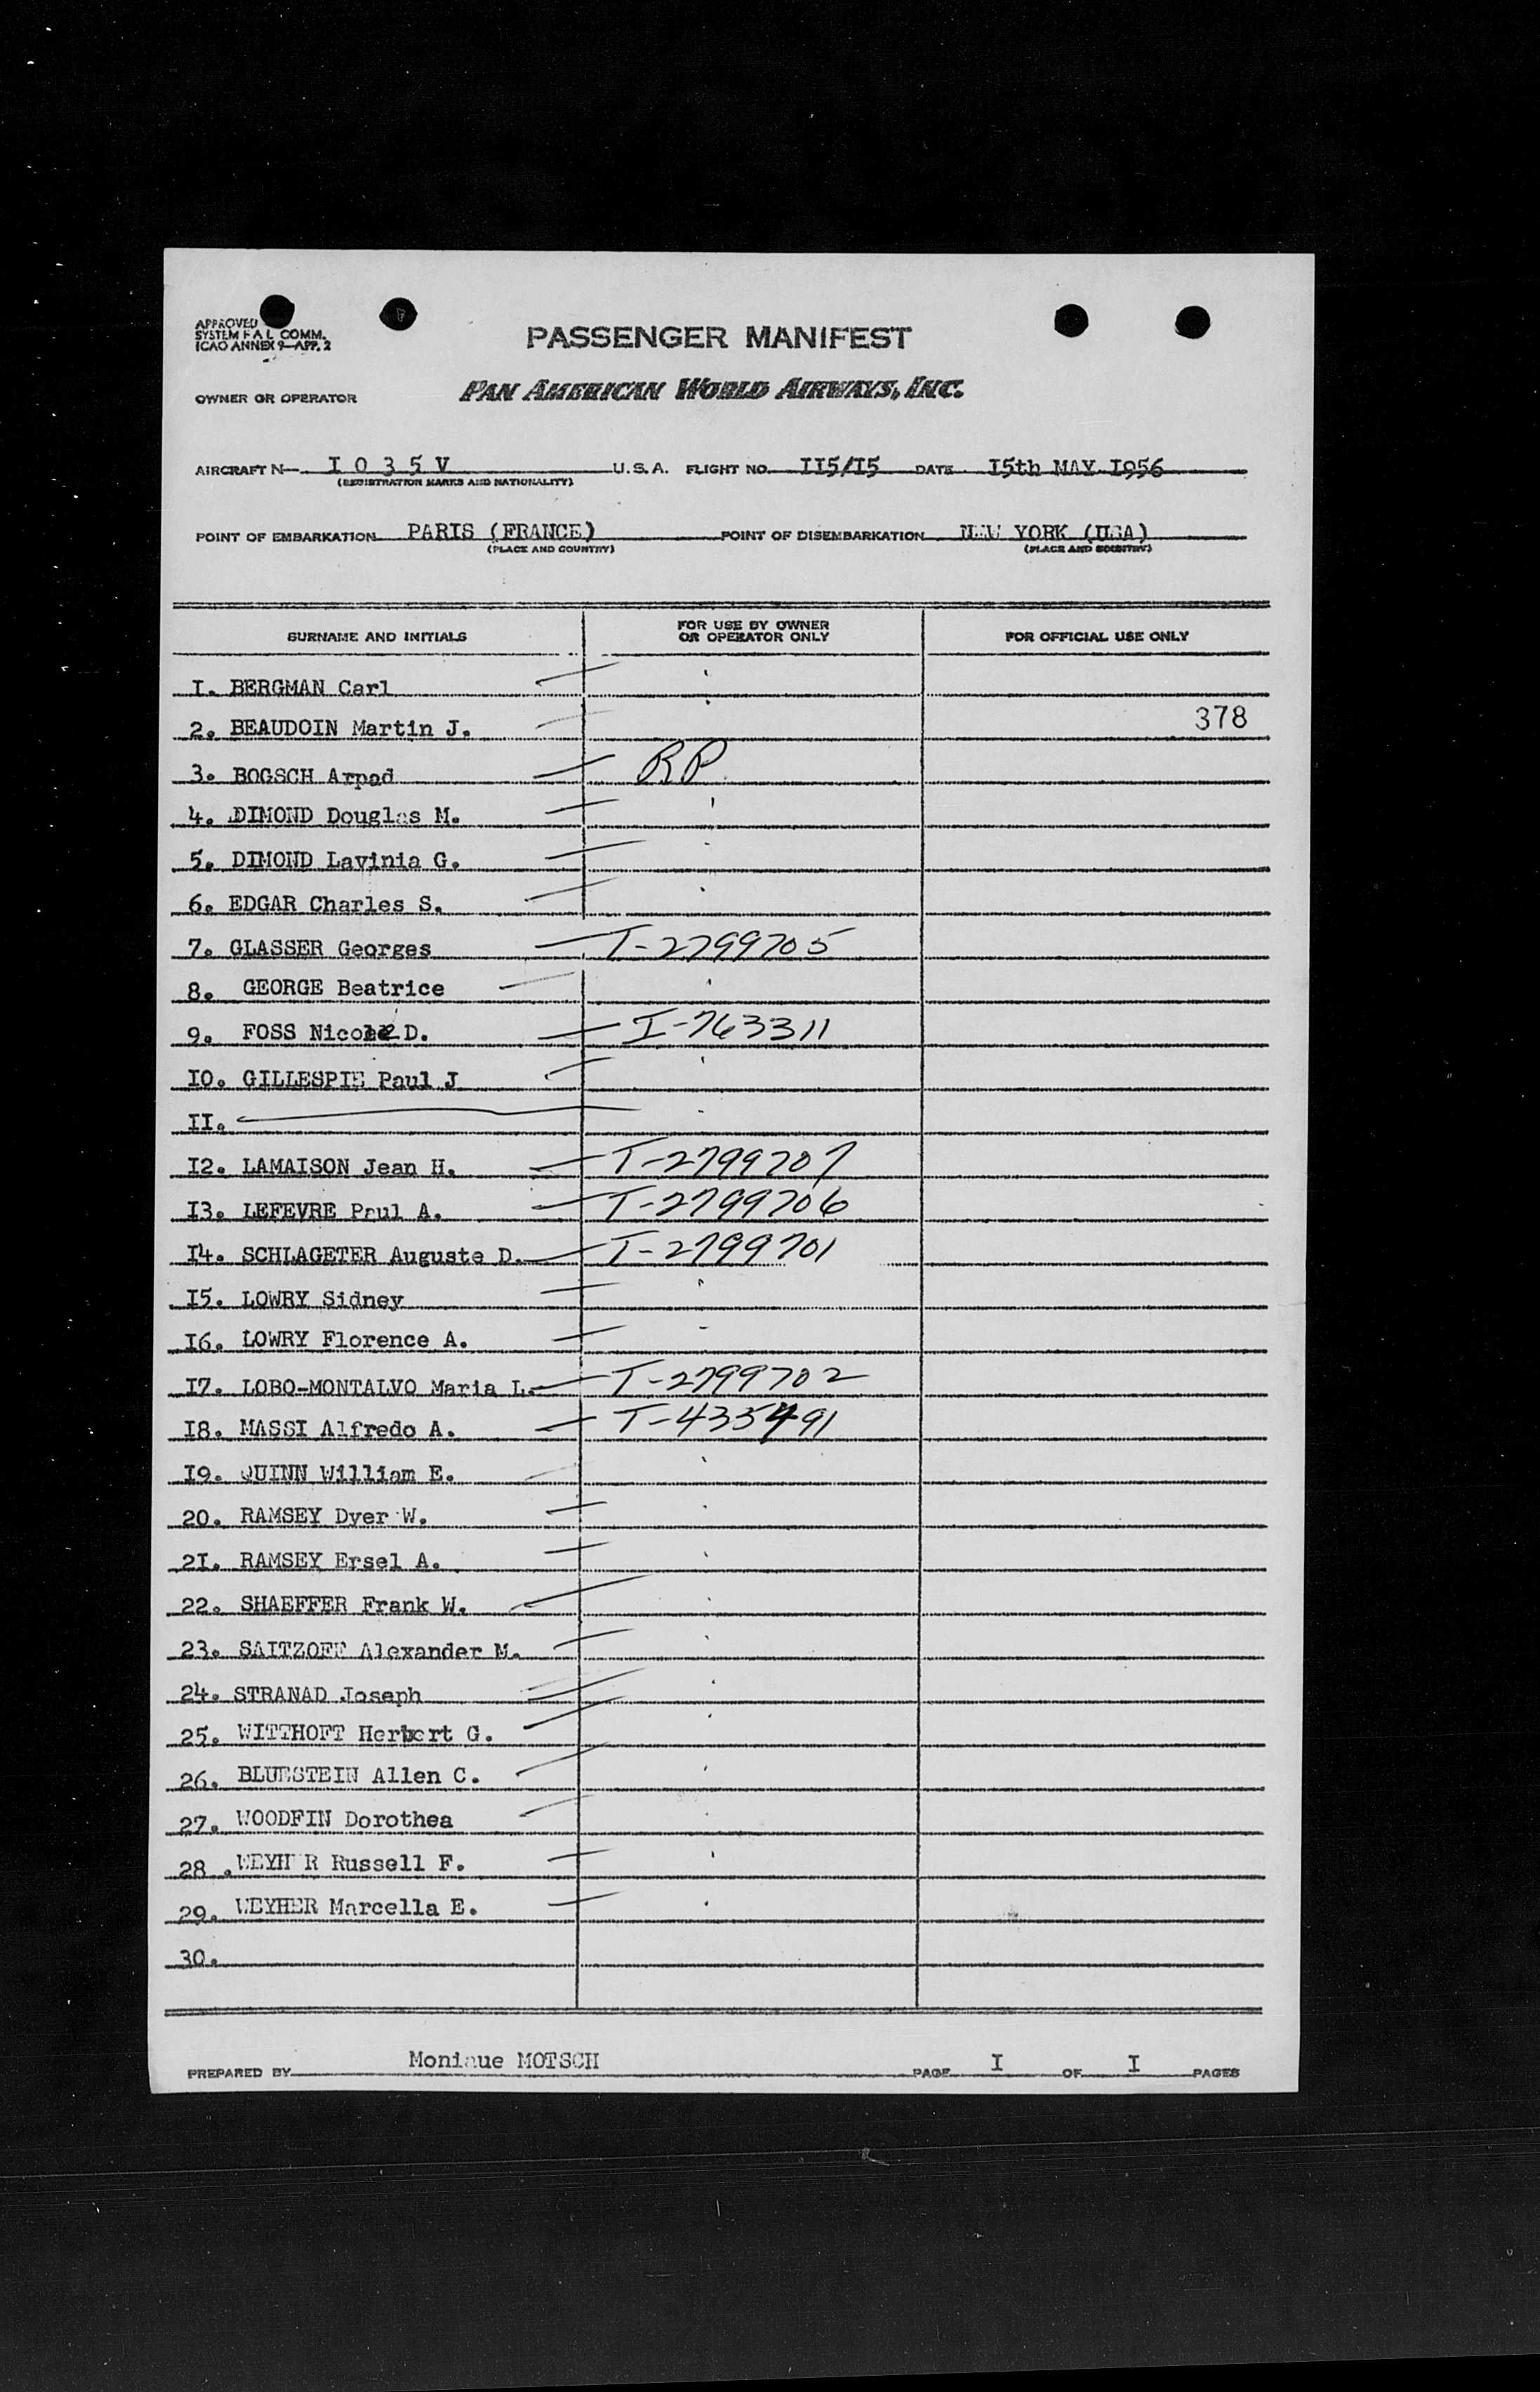 APPROVED
SYSTEM F A L COMM.
ICAO ANNEX 9—APP. 2
PASSENGER MANIFEST
OWNER OR OPERATOR PAN AMERICAN WORLD AIRWAYS, INC.
AIRCRAFT N— I 0 3 5 V U.S.A. FLIGHT NO. II5/I5 DATE I5th MAY I956
(REGISTRATION MARKS AND NATIONALITY)
POINT OF EMBARKATION PARIS (FRANCE) POINT OF DISEMBARKATION NEW YORK (USA)
(PLACE AND COUNTRY) (PLACE AND COUNTRY)
SURNAME AND INITIALS FOR USE BY OWNER OR OPERATOR ONLY FOR OFFICIAL USE ONLY
I. BERGMAN Carl
2. BEAUDOIN Martin J. 378
3. BOGSCH Arpad RP
4. DIMOND Douglas M.
5. DIMOND Lavinia G.
6. EDGAR Charles S.
7. GLASSER Georges T-2799705
8. GEORGE Beatrice
9. FOSS D. I-763311
I0. GILLESPIE Paul J
II.
I2. LAMAISON Jean H. T-2799707
I3. LEFEVRE Paul A. T-2799706
I4. SCHLAGETER Auguste D. T-2799701
I5. LOWRY Sidney
I6. LOWRY Florence A.
I7. LOBO-MONTALVO Maria L. T-2799702
I8. MASSI Alfredo A. T-435491
I9. QUINN William E.
20. RAMSEY Dyer W.
2I. RAMSEY Ersel A.
22. SHAEFFER Frank W.
23. SAITZOFF Alexander M.
24. STRANAD Joseph
25. WITTHOFT Herbert G.
26. BLUESTEIN Allen C.
27. WOODFIN Dorothea
28. WEYHER Russell F.
29. WEYHER Marcella E.
30.
PREPARED BY Monique MOTSCH PAGE I OF I PAGES